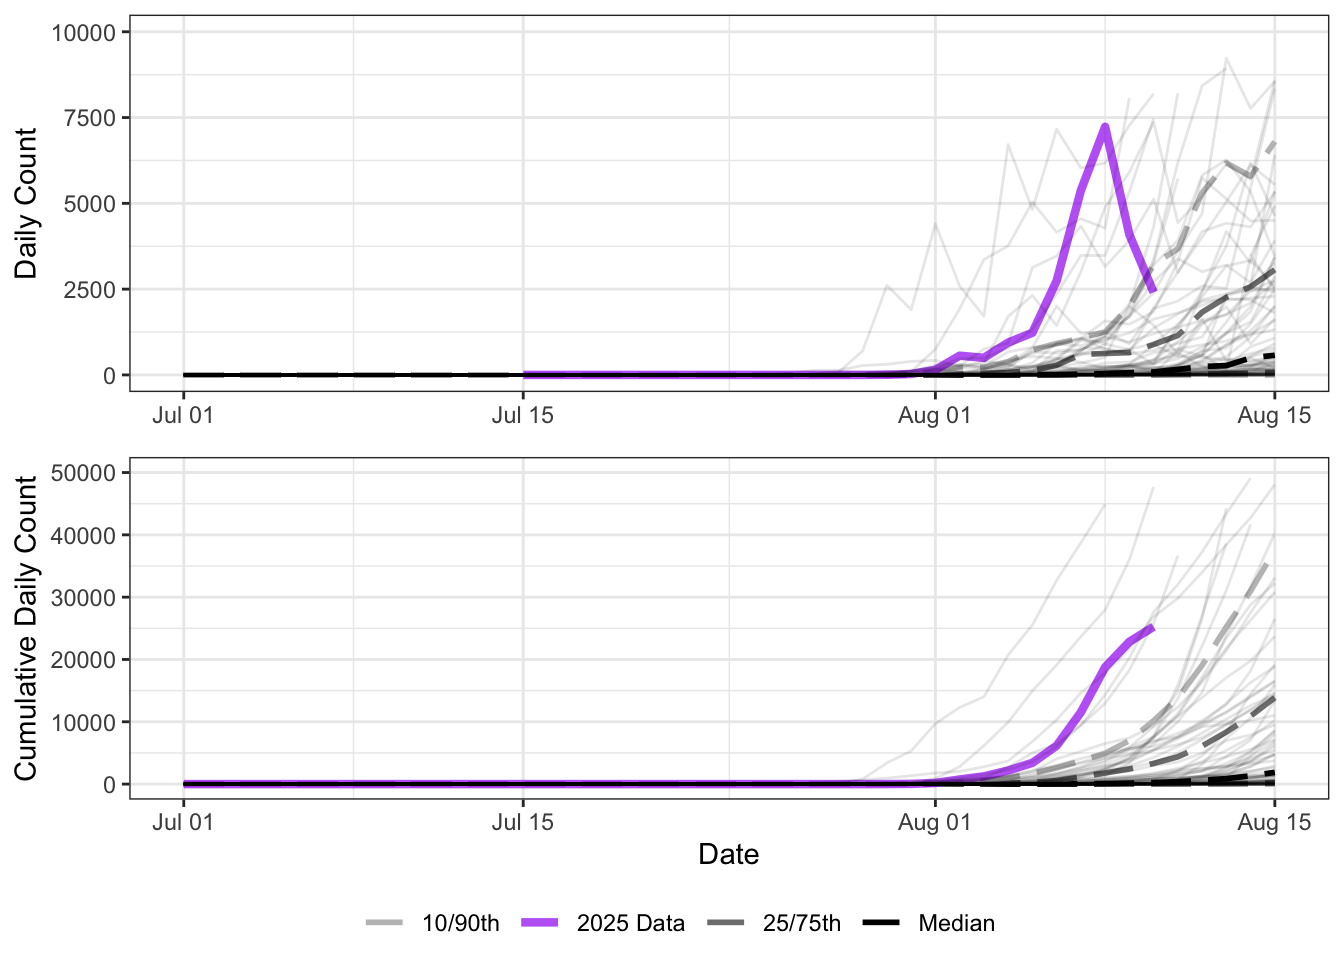 Daily Count
10000
7500
5000
2500
0
Jul 01 Jul 15 Aug 01 Aug 15
Cumulative Daily Count
50000
40000
30000
20000
10000
0
Jul 01 Jul 15 Aug 01 Aug 15
Date
10/90th 2025 Data 25/75th Median